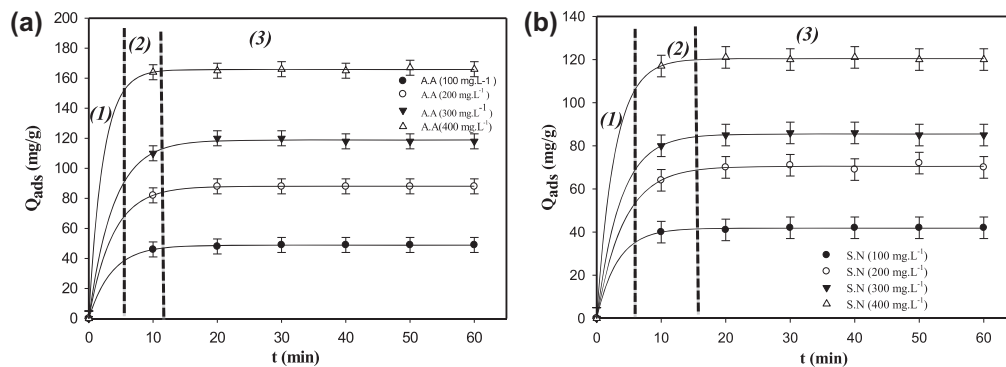 (a)
200
180
160
140
120
100
80
60
40
20
0
Qads (mg/g)
(1)
(2)
(3)
A.A (100 mg.L-1)
A.A (200 mg.L-1)
A.A (300 mg.L-1)
A.A (400 mg.L-1)
0 10 20 30 40 50 60
t (min)
(b)
140
120
100
80
60
40
20
0
Qads (mg/g)
(1)
(2)
(3)
S.N (100 mg.L-1)
S.N (200 mg.L-1)
S.N (300 mg.L-1)
S.N (400 mg.L-1)
0 10 20 30 40 50 60
t (min)